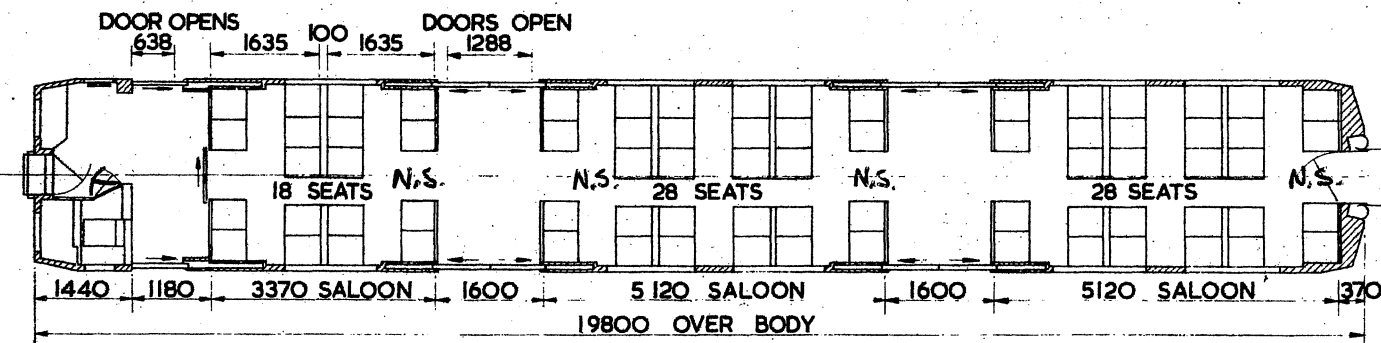 DOOR OPENS 100 DOORS OPEN
638 1635 1635 1288
18 SEATS N.S. N.S. 28 SEATS N.S. 28 SEATS N.S.
1440 1180 3370 SALOON 1600 5120 SALOON 1600 5120 SALOON 370
19800 OVER BODY